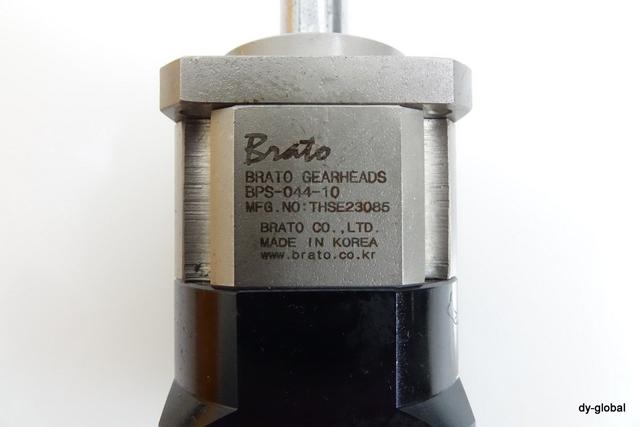 Brato
BRATO GEARHEADS
BPS-044-10
MFG.NO:THSE23085
BRATO CO.,LTD.
MADE IN KOREA
www.brato.co.kr
dy-global